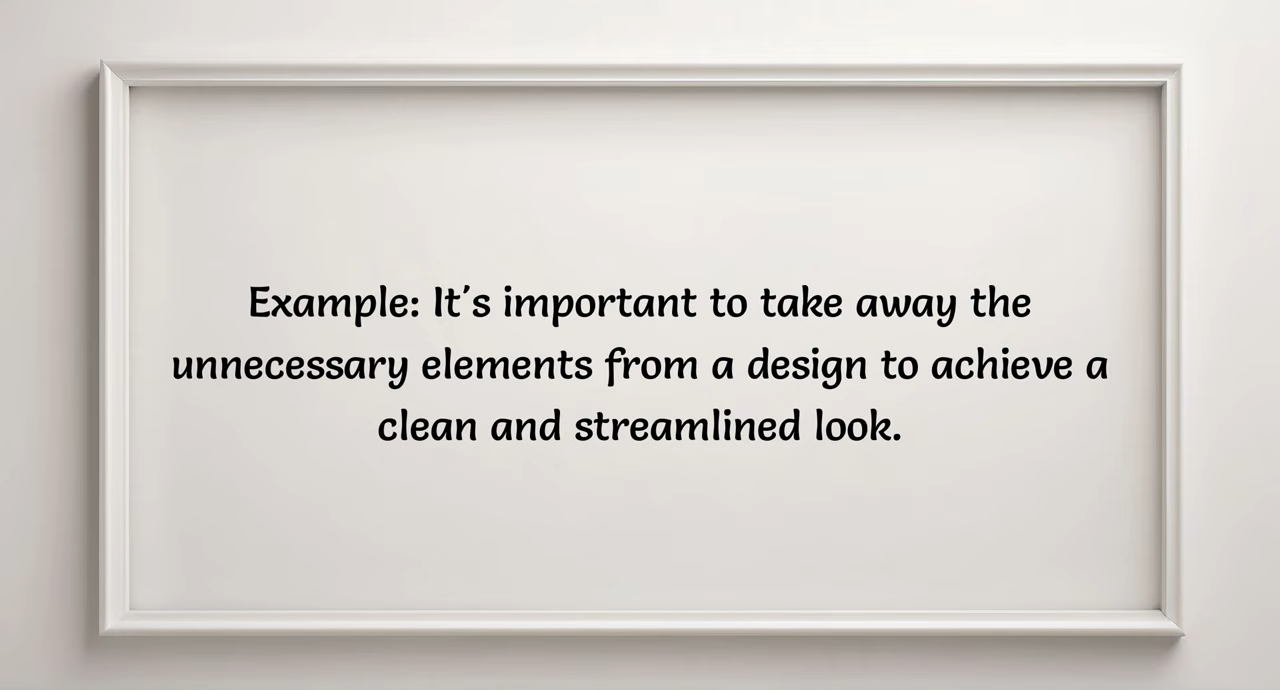 Example: It's important to take away the
unnecessary elements from a design to achieve a
clean and streamlined look.